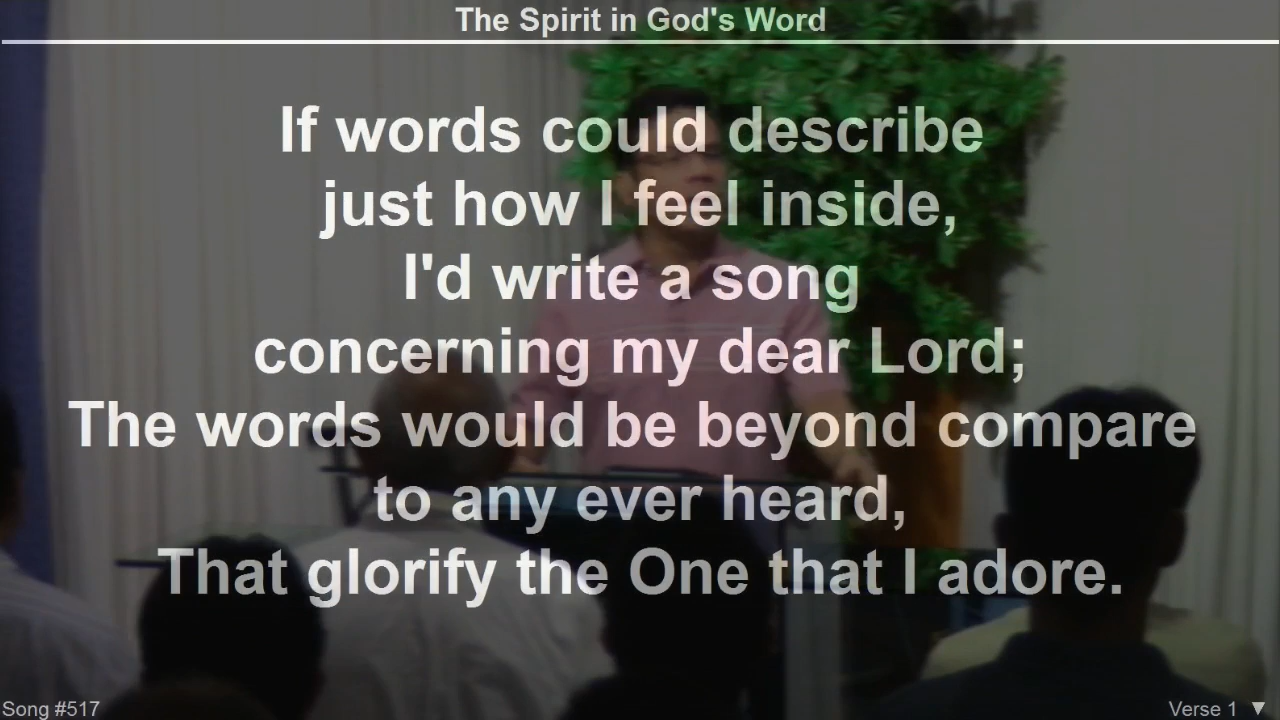 The Spirit in God's Word
If words could describe
just how I feel inside,
I'd write a song
concerning my dear Lord;
The words would be beyond compare
to any ever heard,
That glorify the One that I adore.
Song #517
Verse 1 ▼